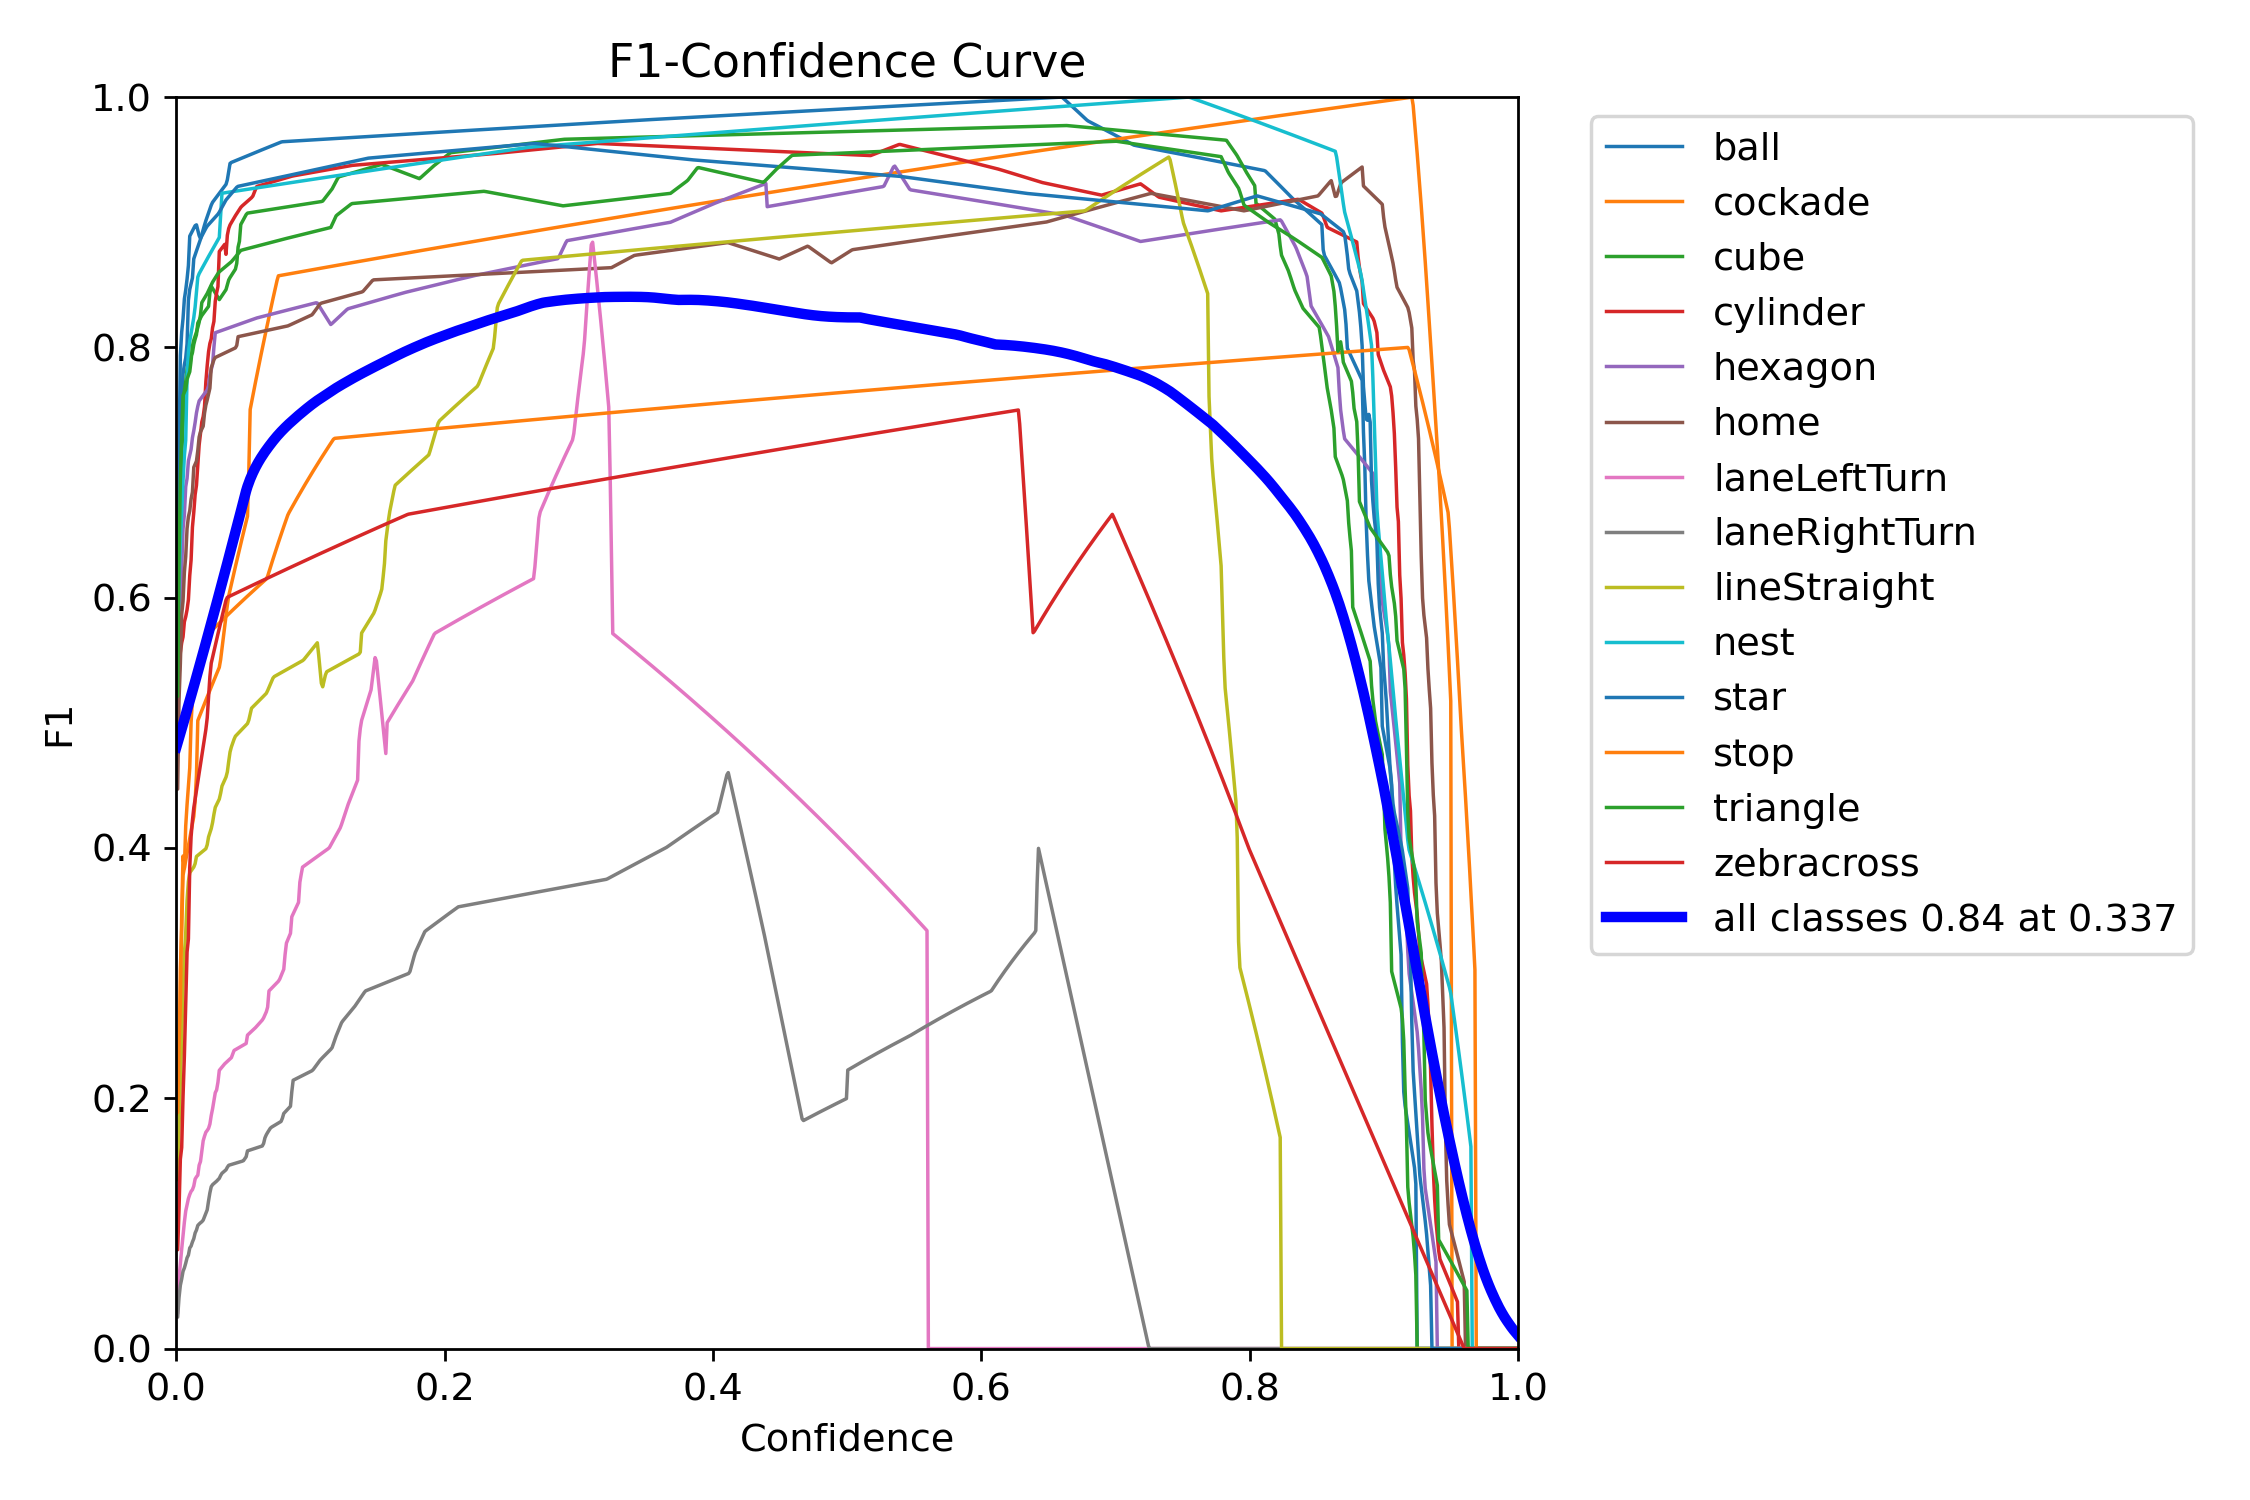 F1-Confidence Curve
1.0
0.8
0.6
0.4
0.2
0.0
F1
0.0 0.2 0.4 0.6 0.8 1.0
Confidence
ball
cockade
cube
cylinder
hexagon
home
laneLeftTurn
laneRightTurn
lineStraight
nest
star
stop
triangle
zebracross
all classes 0.84 at 0.337